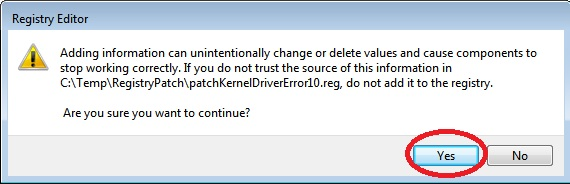 Registry Editor
Adding information can unintentionally change or delete values and cause components to
stop working correctly. If you do not trust the source of this information in
C:\Temp\RegistryPatch\patchKernelDriverError10.reg, do not add it to the registry.
Are you sure you want to continue?
Yes No